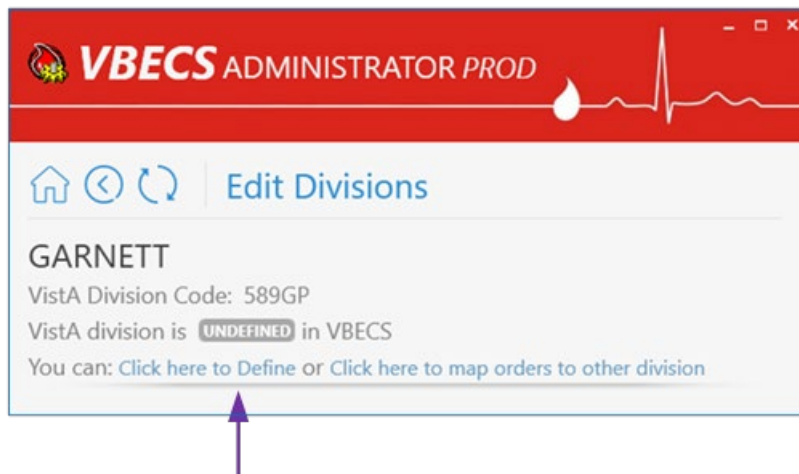 VBECS ADMINISTRATOR PROD
Edit Divisions
GARNETT
VistA Division Code: 589GP
VistA division is UNDEFINED in VBECS
You can: Click here to Define or Click here to map orders to other division